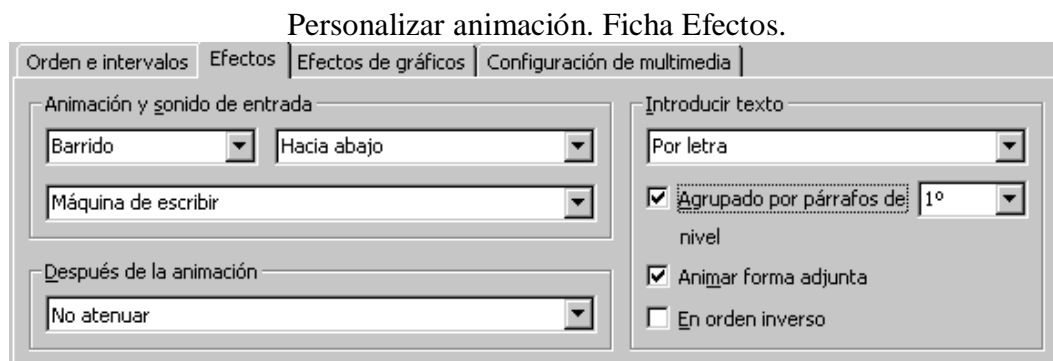 Personalizar animación. Ficha Efectos.
Orden e intervalos Efectos Efectos de gráficos Configuración de multimedia
Animación y sonido de entrada
Barrido Hacia abajo
Máquina de escribir
Después de la animación
No atenuar
Introducir texto
Por letra
Agrupado por párrafos de 1º
nivel
Animar forma adjunta
En orden inverso